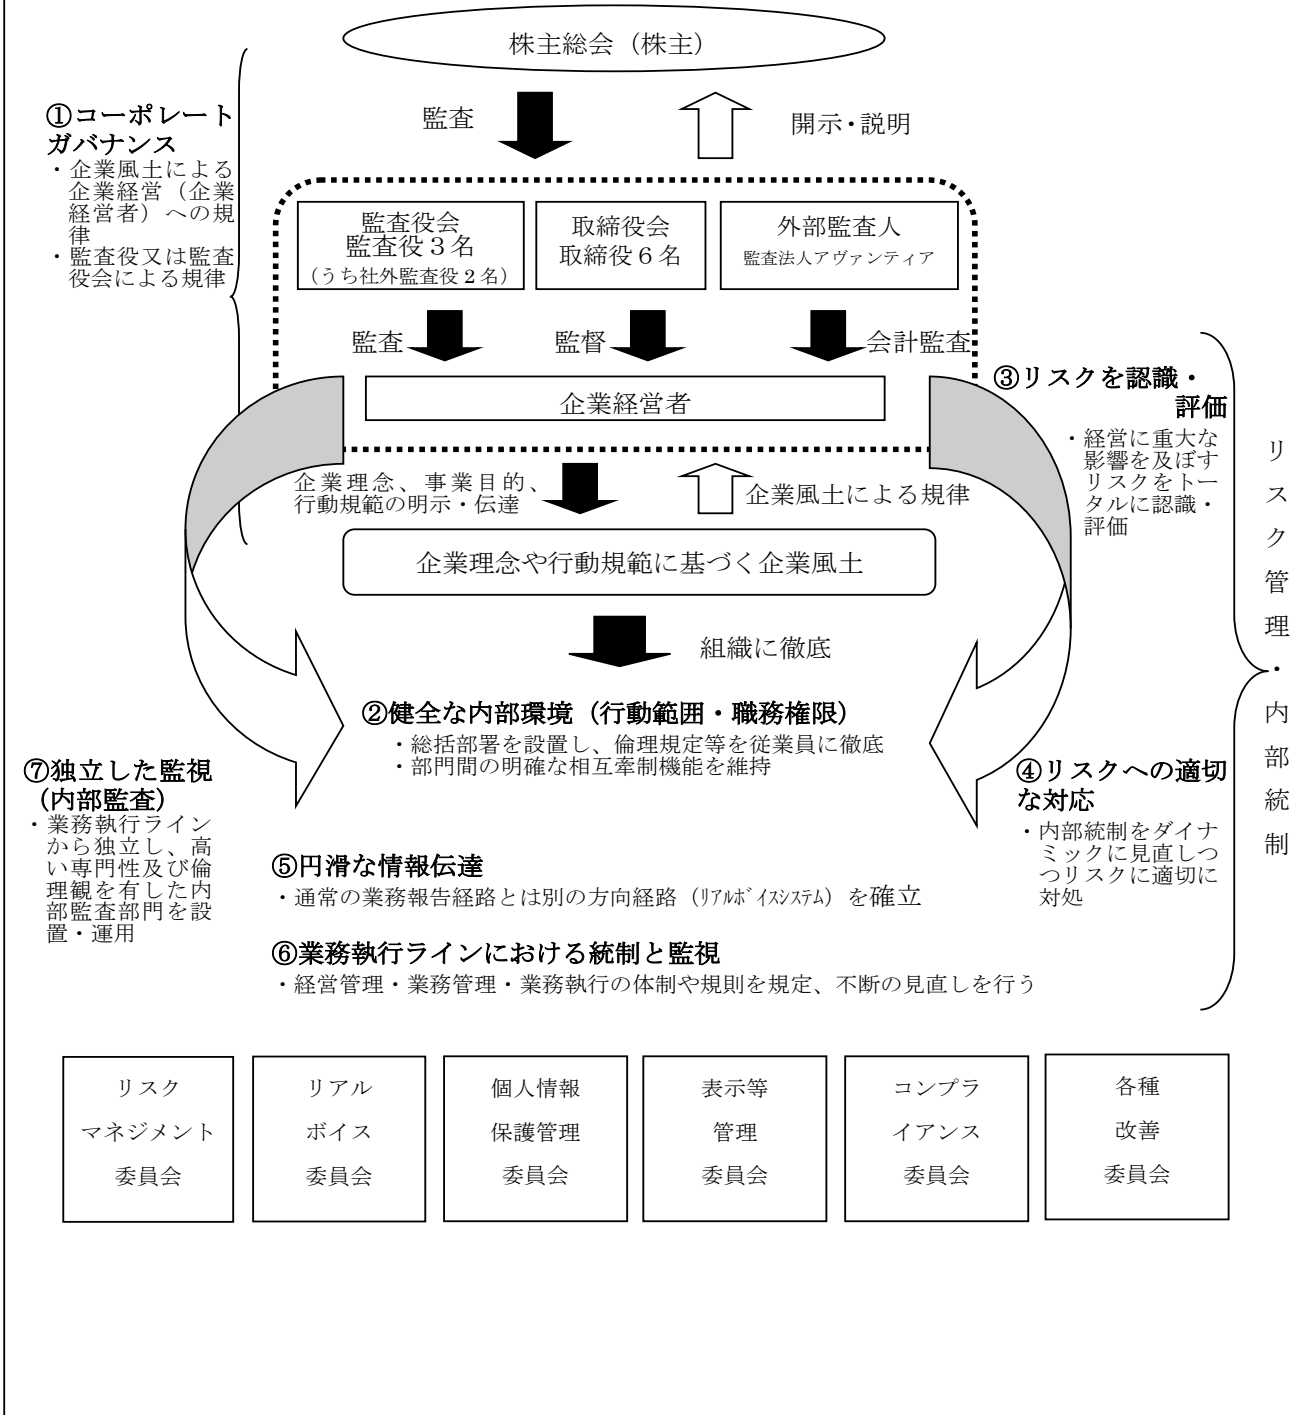 株主総会（株主）
監査
開示・説明
①コーポレート
ガバナンス
・企業風土による
企業経営（企業
経営者）への規
律
・監査役又は監査
役会による規律
監査役会
監査役３名
（うち社外監査役２名）
取締役会
取締役６名
外部監査人
監査法人アヴァンティア
監査
監督
会計監査
企業経営者
③リスクを認識・
評価
・経営に重大な
影響を及ぼす
リスクをトー
タルに認識・
評価
企業理念、事業目的、
行動規範の明示・伝達
企業風土による規律
企業理念や行動規範に基づく企業風土
組織に徹底
リスク管理・内部統制
②健全な内部環境（行動範囲・職務権限）
・総括部署を設置し、倫理規定等を従業員に徹底
・部門間の明確な相互牽制機能を維持
⑦独立した監視
（内部監査）
・業務執行ライン
から独立し、高
い専門性及び倫
理観を有した内
部監査部門を設
置・運用
④リスクへの適切
な対応
・内部統制をダイナ
ミックに見直しつ
つリスクに適切に
対処
⑤円滑な情報伝達
・通常の業務報告経路とは別の方向経路（ﾘｱﾙﾎﾞｲｽｼｽﾃﾑ）を確立
⑥業務執行ラインにおける統制と監視
・経営管理・業務管理・業務執行の体制や規則を規定、不断の見直しを行う
リスク
マネジメント
委員会
リアル
ボイス
委員会
個人情報
保護管理
委員会
表示等
管理
委員会
コンプラ
イアンス
委員会
各種
改善
委員会